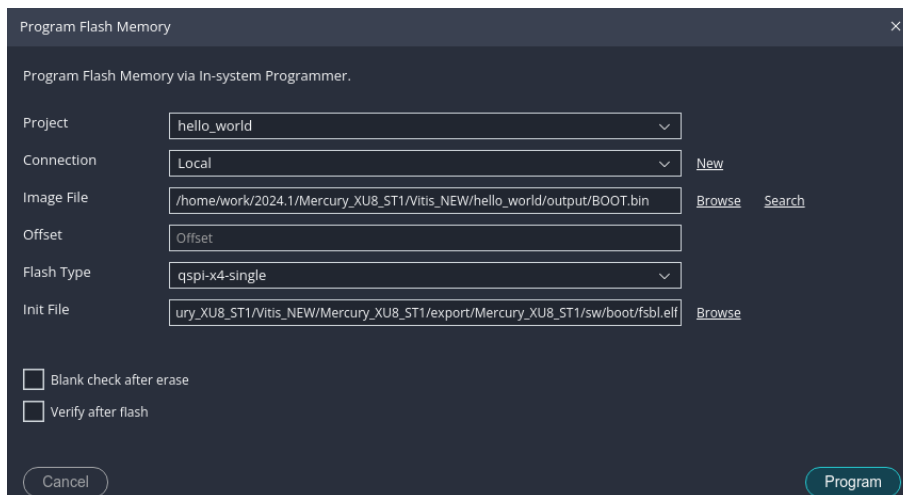 Program Flash Memory ×
Program Flash Memory via In-system Programmer.
Project hello_world
Connection Local New
Image File /home/work/2024.1/Mercury_XU8_ST1/Vitis_NEW/hello_world/output/BOOT.bin Browse Search
Offset Offset
Flash Type qspi-x4-single
Init File ury_XU8_ST1/Vitis_NEW/Mercury_XU8_ST1/export/Mercury_XU8_ST1/sw/boot/fsbl.elf Browse
Blank check after erase
Verify after flash
Cancel Program